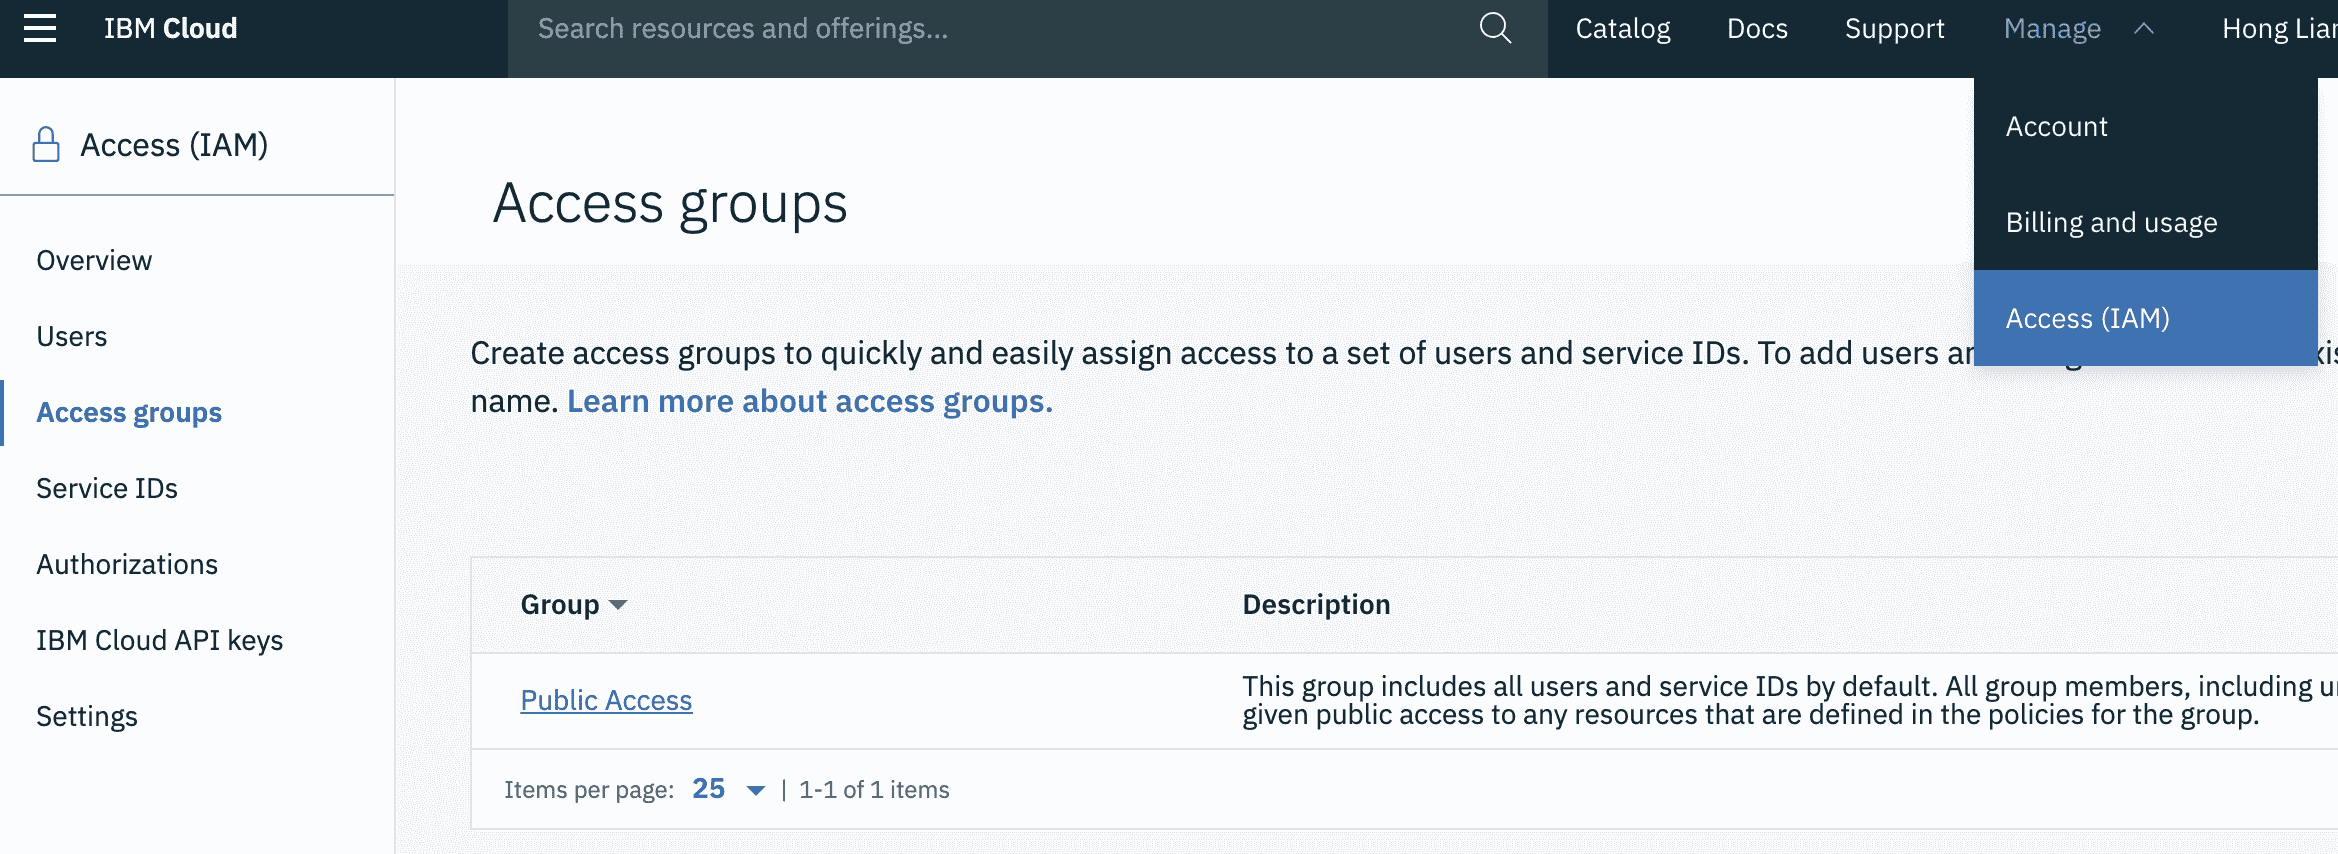 IBM Cloud
Search resources and offerings...
Catalog
Docs
Support
Manage
Hong
Account
Billing and usage
Access (IAM)
Access (IAM)
Overview
Users
Access groups
Service IDs
Authorizations
IBM Cloud API keys
Settings
Access groups
Create access groups to quickly and easily assign access to a set of users and service IDs. To add users
name. Learn more about access groups.
Group
Description
Public Access
This group includes all users and service IDs by default. All group members, including
given public access to any resources that are defined in the policies for the group.
Items per page: 25 | 1-1 of 1 items